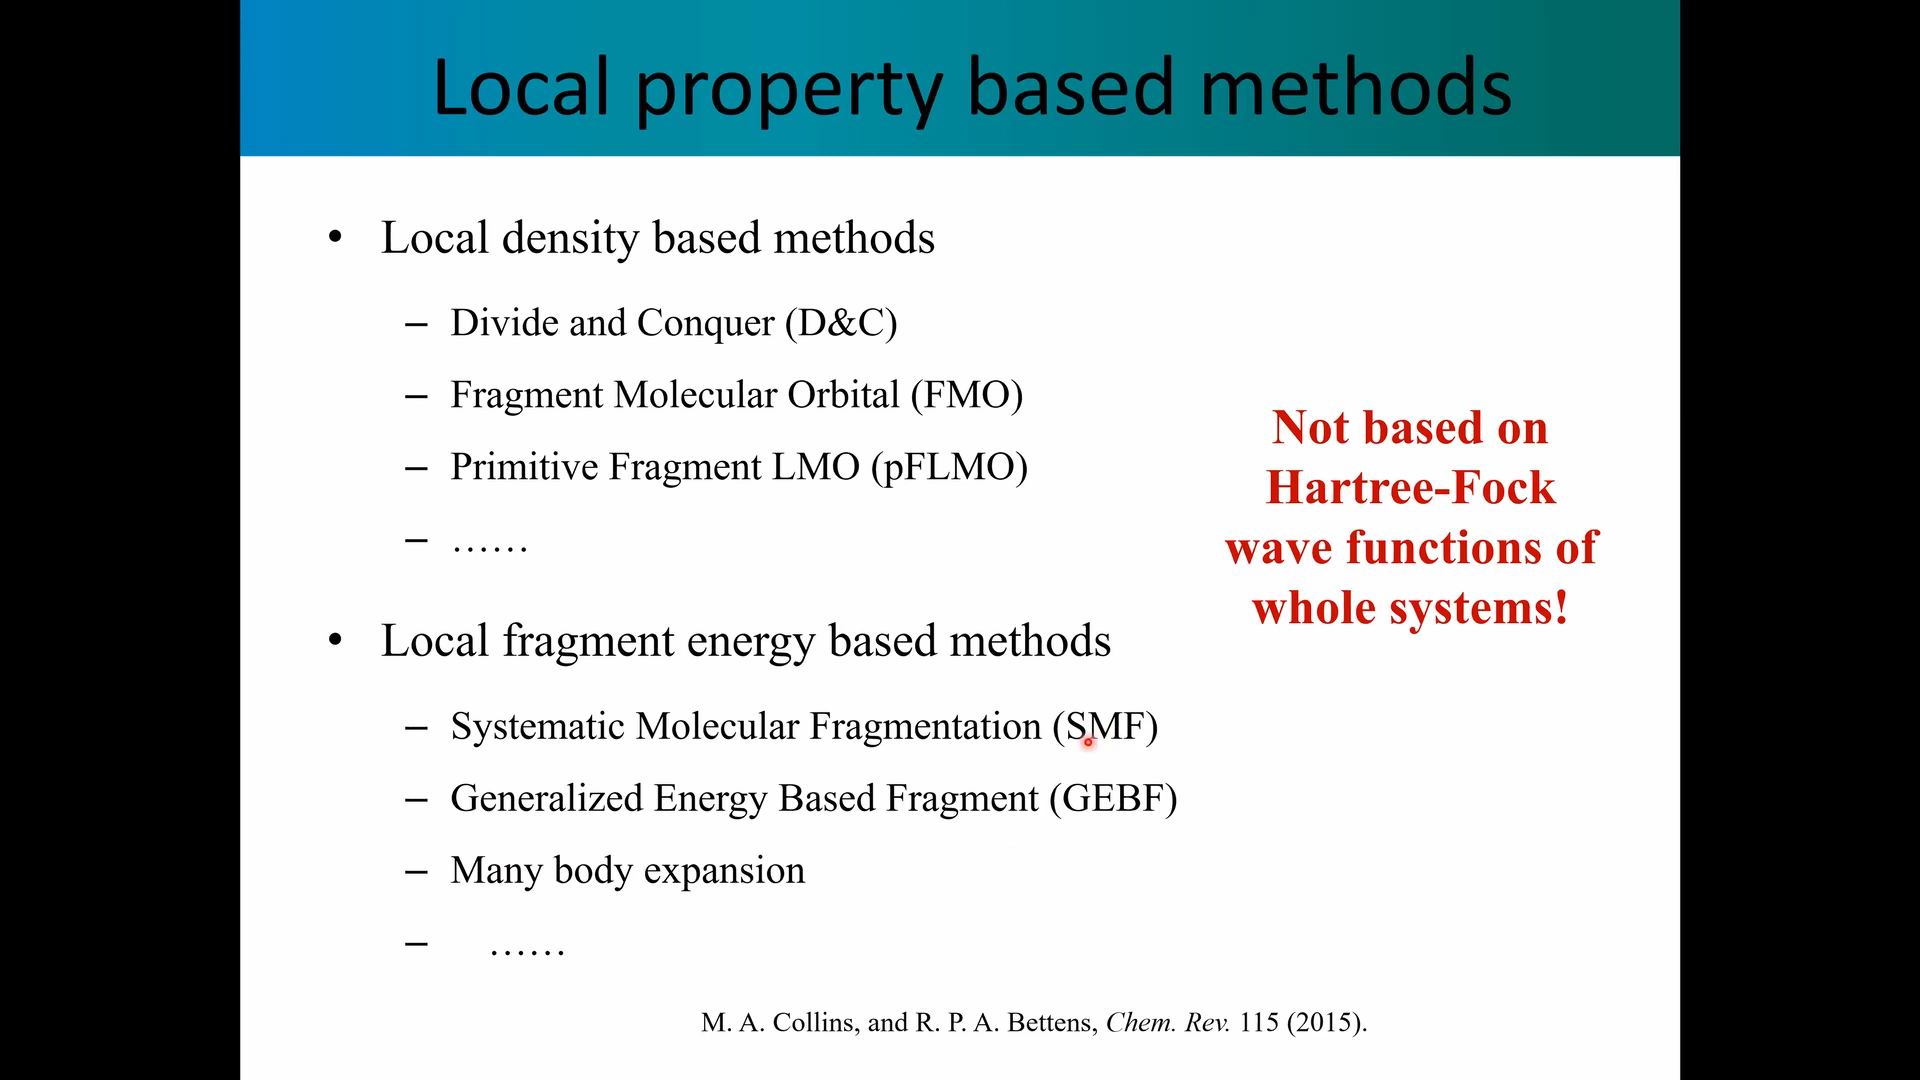 Local property based methods
• Local density based methods
– Divide and Conquer (D&C)
– Fragment Molecular Orbital (FMO)
– Primitive Fragment LMO (pFLMO)
– ……
Not based on
Hartree-Fock
wave functions of
whole systems!
• Local fragment energy based methods
– Systematic Molecular Fragmentation (SMF)
– Generalized Energy Based Fragment (GEBF)
– Many body expansion
– ……
M. A. Collins, and R. P. A. Bettens, Chem. Rev. 115 (2015).